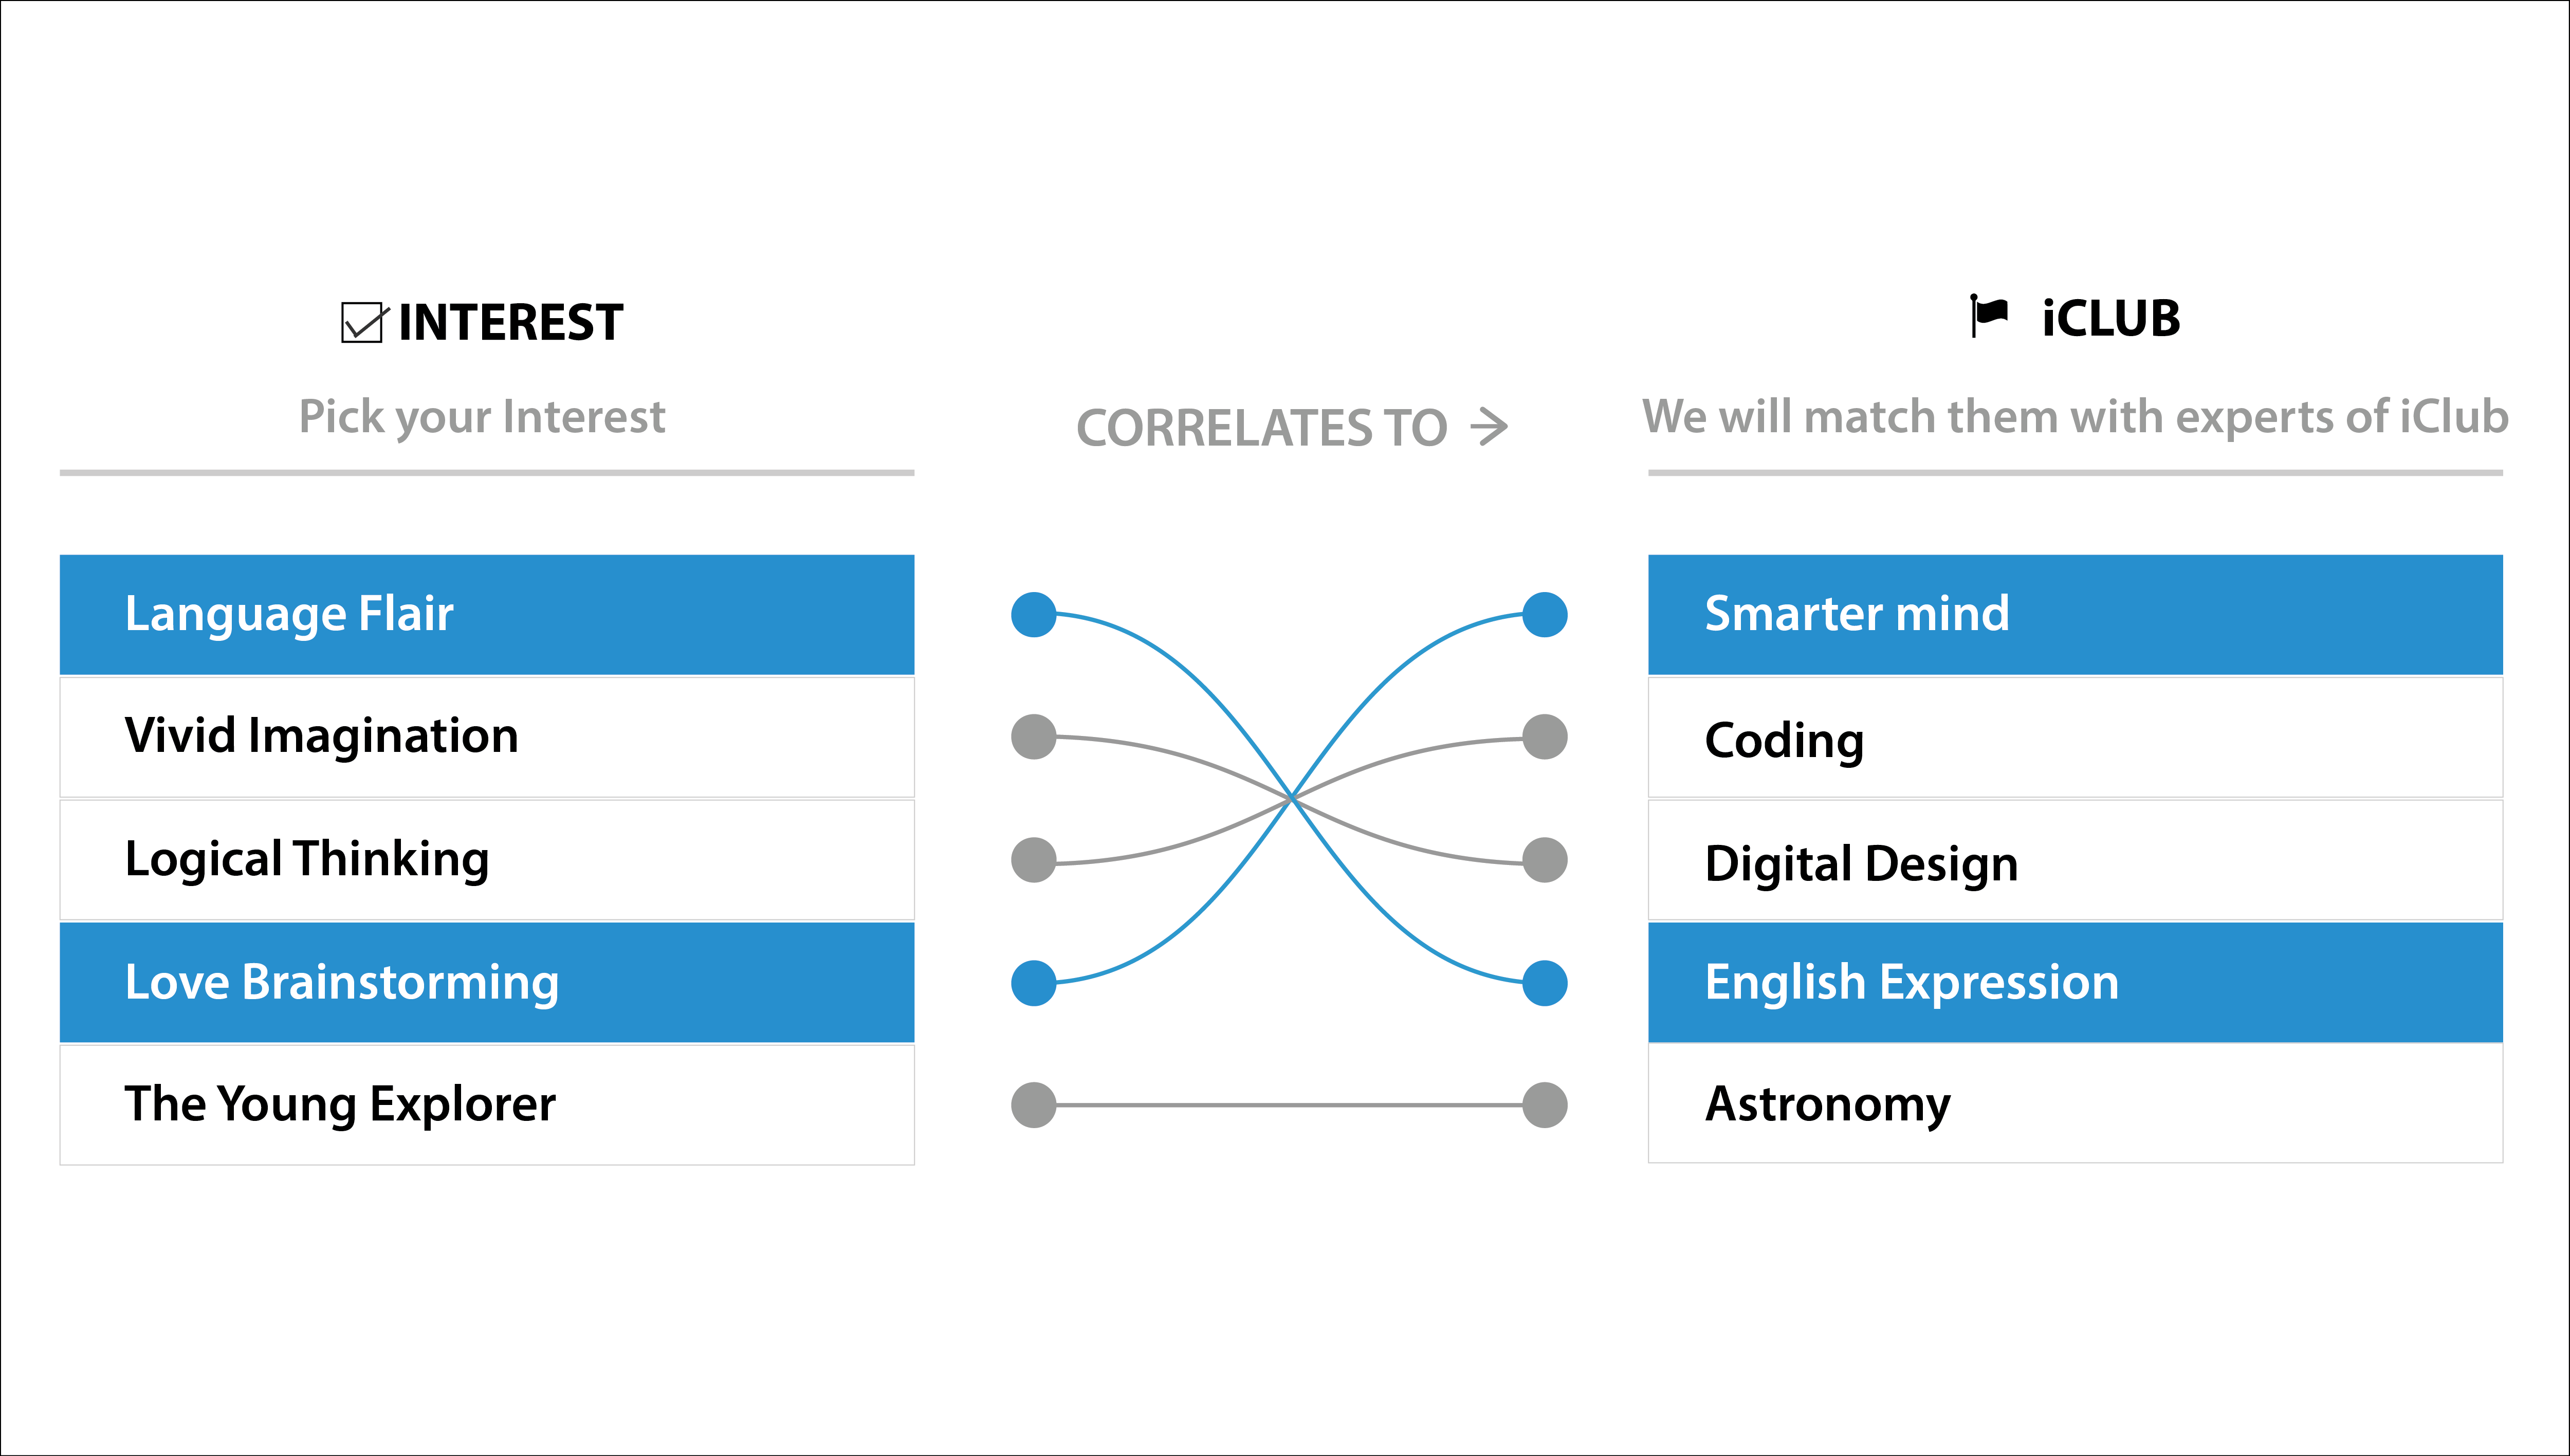 INTEREST
Pick your Interest
CORRELATES TO
iCLUB
We will match them with experts of iClub
Language Flair
Vivid Imagination
Logical Thinking
Love Brainstorming
The Young Explorer
Smarter mind
Coding
Digital Design
English Expression
Astronomy